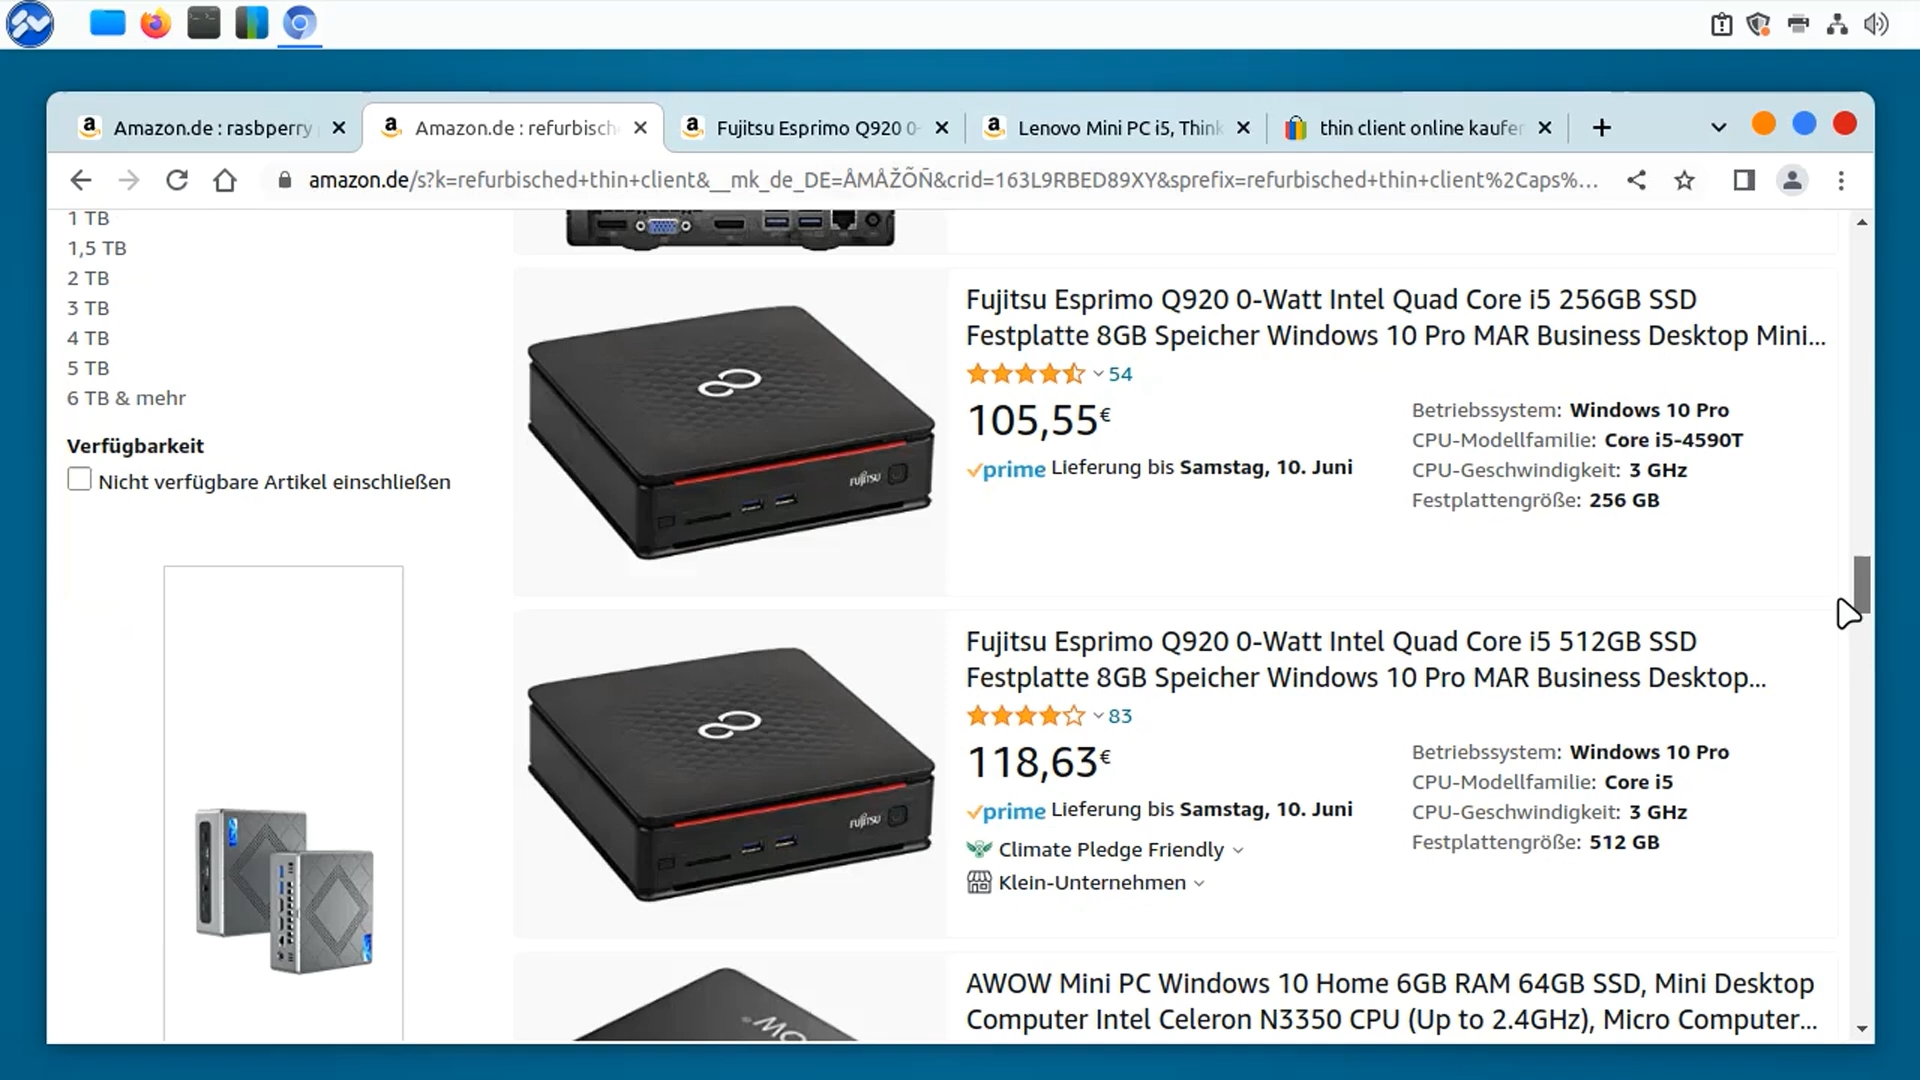 Amazon.de : rasbperry
Amazon.de : refurbisch
Fujitsu Esprimo Q920 0-
Lenovo Mini PC i5, Think
thin client online kaufen
amazon.de/s?k=refurbisched+thin+client&__mk_de_DE=ÅMÅŽÕÑ&crid=163L9RBED89XY&sprefix=refurbisched+thin+client%2Caps%...
1 TB
1,5 TB
2 TB
3 TB
4 TB
5 TB
6 TB & mehr
Verfügbarkeit
Nicht verfügbare Artikel einschließen
Fujitsu Esprimo Q920 0-Watt Intel Quad Core i5 256GB SSD
Festplatte 8GB Speicher Windows 10 Pro MAR Business Desktop Mini...
54
105,55€
prime Lieferung bis Samstag, 10. Juni
Betriebssystem: Windows 10 Pro
CPU-Modellfamilie: Core i5-4590T
CPU-Geschwindigkeit: 3 GHz
Festplattengröße: 256 GB
FUJITSU
Fujitsu Esprimo Q920 0-Watt Intel Quad Core i5 512GB SSD
Festplatte 8GB Speicher Windows 10 Pro MAR Business Desktop...
83
118,63€
prime Lieferung bis Samstag, 10. Juni
Climate Pledge Friendly
Klein-Unternehmen
Betriebssystem: Windows 10 Pro
CPU-Modellfamilie: Core i5
CPU-Geschwindigkeit: 3 GHz
Festplattengröße: 512 GB
FUJITSU
AWOW Mini PC Windows 10 Home 6GB RAM 64GB SSD, Mini Desktop
Computer Intel Celeron N3350 CPU (Up to 2.4GHz), Micro Computer...